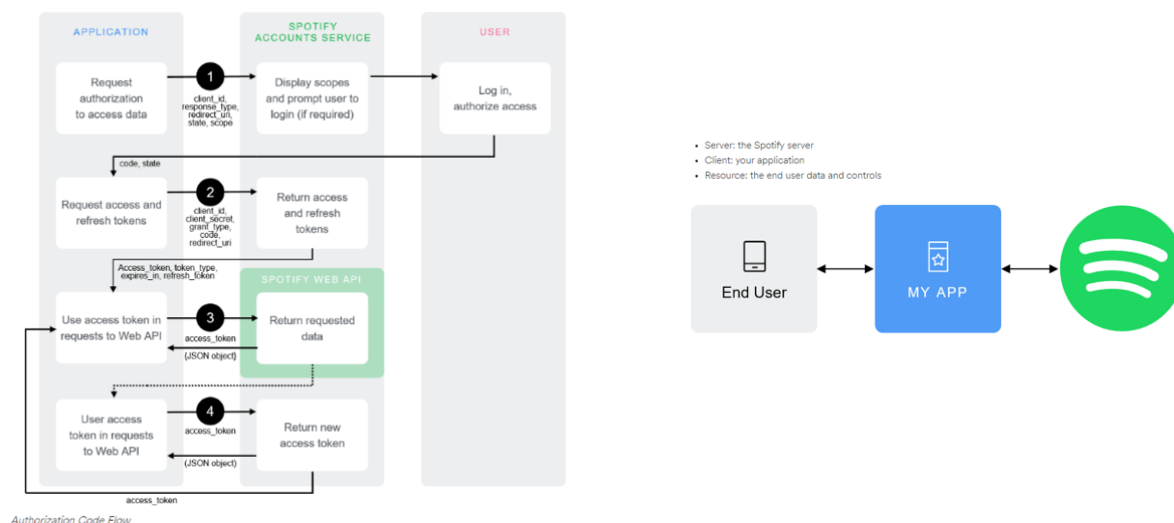 APPLICATION
SPOTIFY
ACCOUNTS SERVICE
USER
Request
authorization
to access data
1
client_id,
response_type,
redirect_uri,
state, scope
Display scopes
and prompt user to
login (if required)
Log in,
authorize access
code, state
Request access and
refresh tokens
2
client_id,
client_secret,
grant_type,
code,
redirect_uri
Return access
and refresh
tokens
Access_token, token_type,
expires_in, refresh_token
SPOTIFY WEB API
Use access token in
requests to Web API
3
access_token
(JSON object)
Return requested
data
User access
token in requests
to Web API
4
access_token
(JSON object)
Return new
access token
access_token
Authorization Code Flow
• Server: the Spotify server
• Client: your application
• Resource: the end user data and controls
End User
MY APP